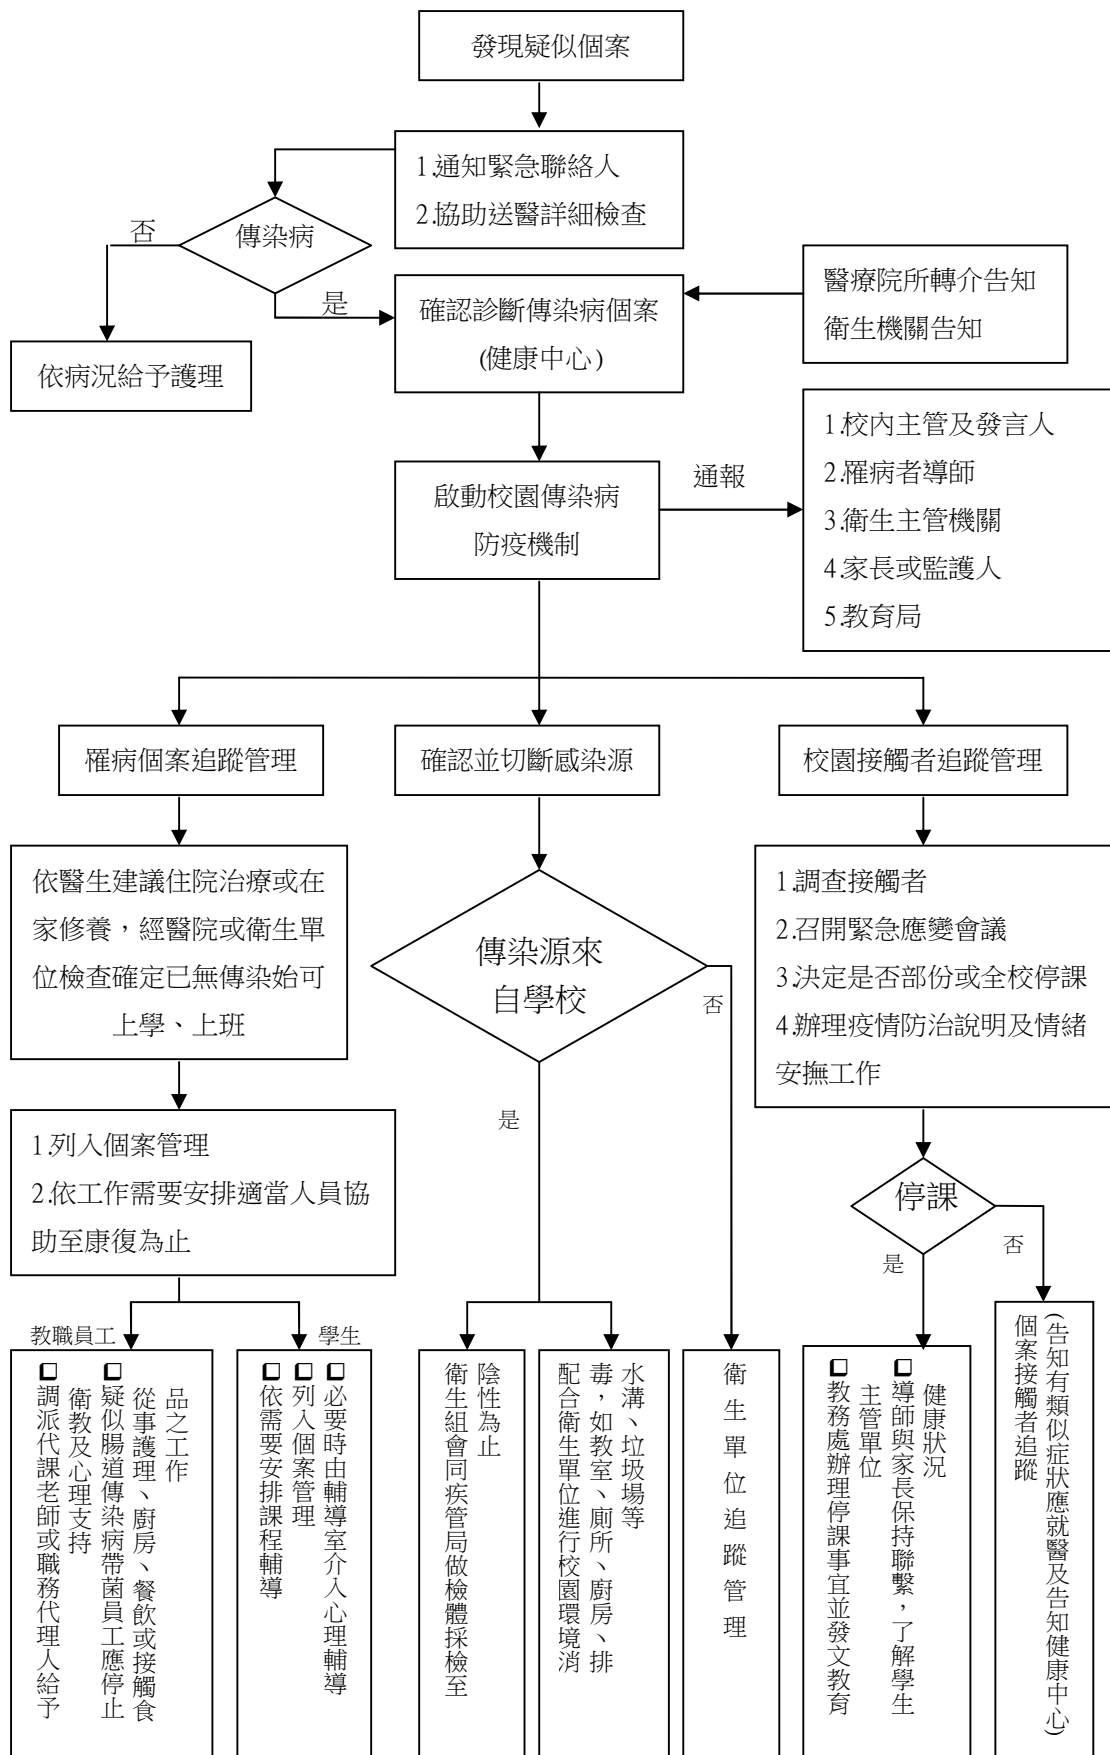 發現疑似個案
1.通知緊急聯絡人
2.協助送醫詳細檢查
傳染病
否
是
醫療院所轉介告知
衛生機關告知
確認診斷傳染病個案
(健康中心)
依病況給予護理
啟動校園傳染病
防疫機制
通報
1.校內主管及發言人
2.罹病者導師
3.衛生主管機關
4.家長或監護人
5.教育局
罹病個案追蹤管理
確認並切斷感染源
校園接觸者追蹤管理
依醫生建議住院治療或在
家修養，經醫院或衛生單
位檢查確定已無傳染始可
上學、上班
傳染源來
自學校
否
是
1.調查接觸者
2.召開緊急應變會議
3.決定是否部份或全校停課
4.辦理疫情防治說明及情緒
安撫工作
1.列入個案管理
2.依工作需要安排適當人員協
助至康復為止
停課
否
是
教職員工
學生
❑調派代課老師或職務代理人給予
衛教及心理支持
❑疑似腸道傳染病帶菌員工應停止
從事護理、廚房、餐飲或接觸食
品之工作
❑依需要安排課程輔導
❑列入個案管理
❑必要時由輔導室介入心理輔導
衛生組會同疾管局做檢體採檢至
陰性為止
配合衛生單位進行校園環境消
毒，如教室、廁所、廚房、排
水溝、垃圾場等
衛生單位追蹤管理
❑教務處辦理停課事宜並發文教育
主管單位
❑導師與家長保持聯繫，了解學生
健康狀況
個案接觸者追蹤
(告知有類似症狀應就醫及告知健康中心)